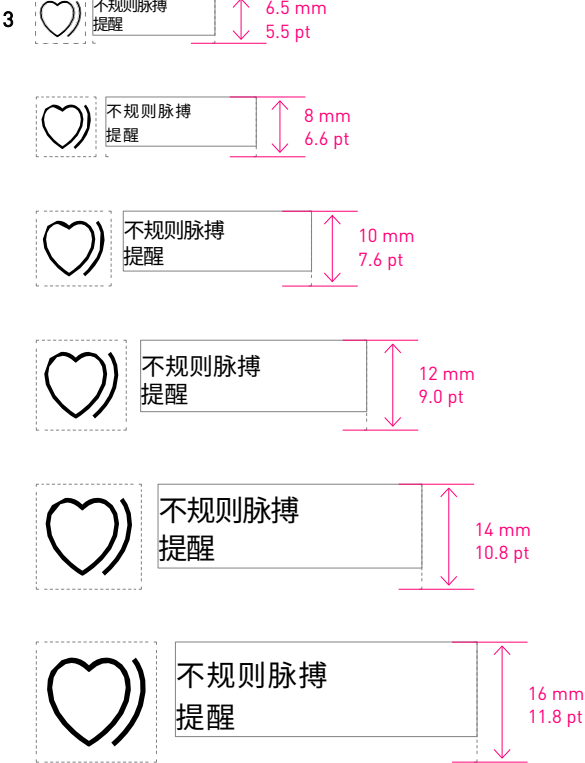 3
不规则脉搏
提醒
6.5 mm
5.5 pt
不规则脉搏
提醒
8 mm
6.6 pt
不规则脉搏
提醒
10 mm
7.6 pt
不规则脉搏
提醒
12 mm
9.0 pt
不规则脉搏
提醒
14 mm
10.8 pt
不规则脉搏
提醒
16 mm
11.8 pt